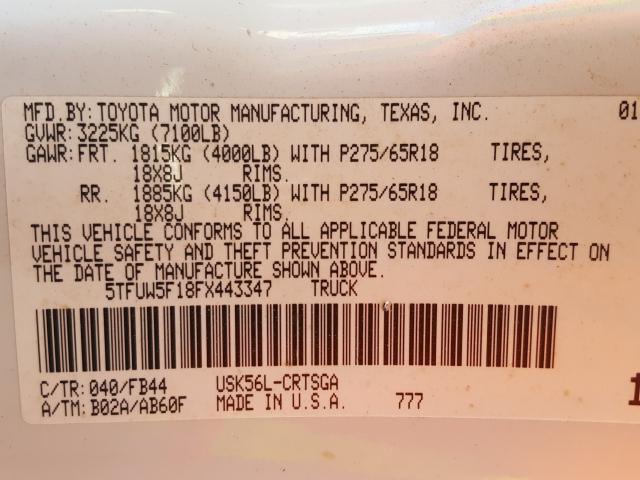 MFD.BY:TOYOTA MOTOR MANUFACTURING, TEXAS, INC. 01
GVWR:3225KG (7100LB)
GAWR:FRT. 1815KG (4000LB) WITH P275/65R18 TIRES,
18X8J RIMS.
RR. 1885KG (4150LB) WITH P275/65R18 TIRES,
18X8J RIMS.
THIS VEHICLE CONFORMS TO ALL APPLICABLE FEDERAL MOTOR
VEHICLE SAFETY AND THEFT PREVENTION STANDARDS IN EFFECT ON
THE DATE OF MANUFACTURE SHOWN ABOVE.
5TFUW5F18FX443347 TRUCK
C/TR:040/FB44 USK56L-CRTSGA
A/TM:B02A/AB60F MADE IN U.S.A. 777
1